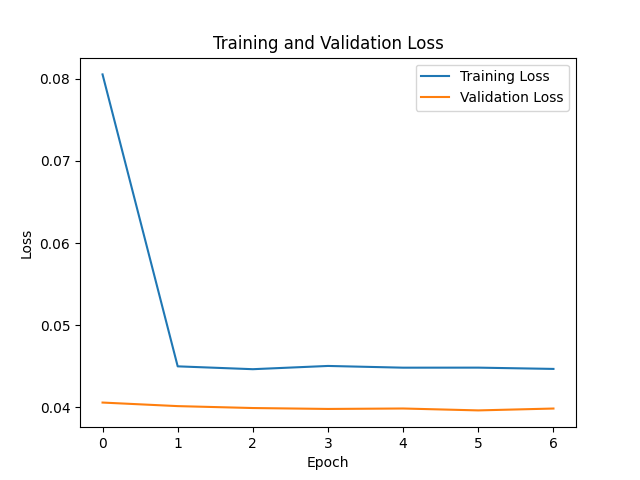 Training and Validation Loss
Training Loss
Validation Loss
0.08
0.07
0.06
0.05
0.04
Loss
0 1 2 3 4 5 6
Epoch